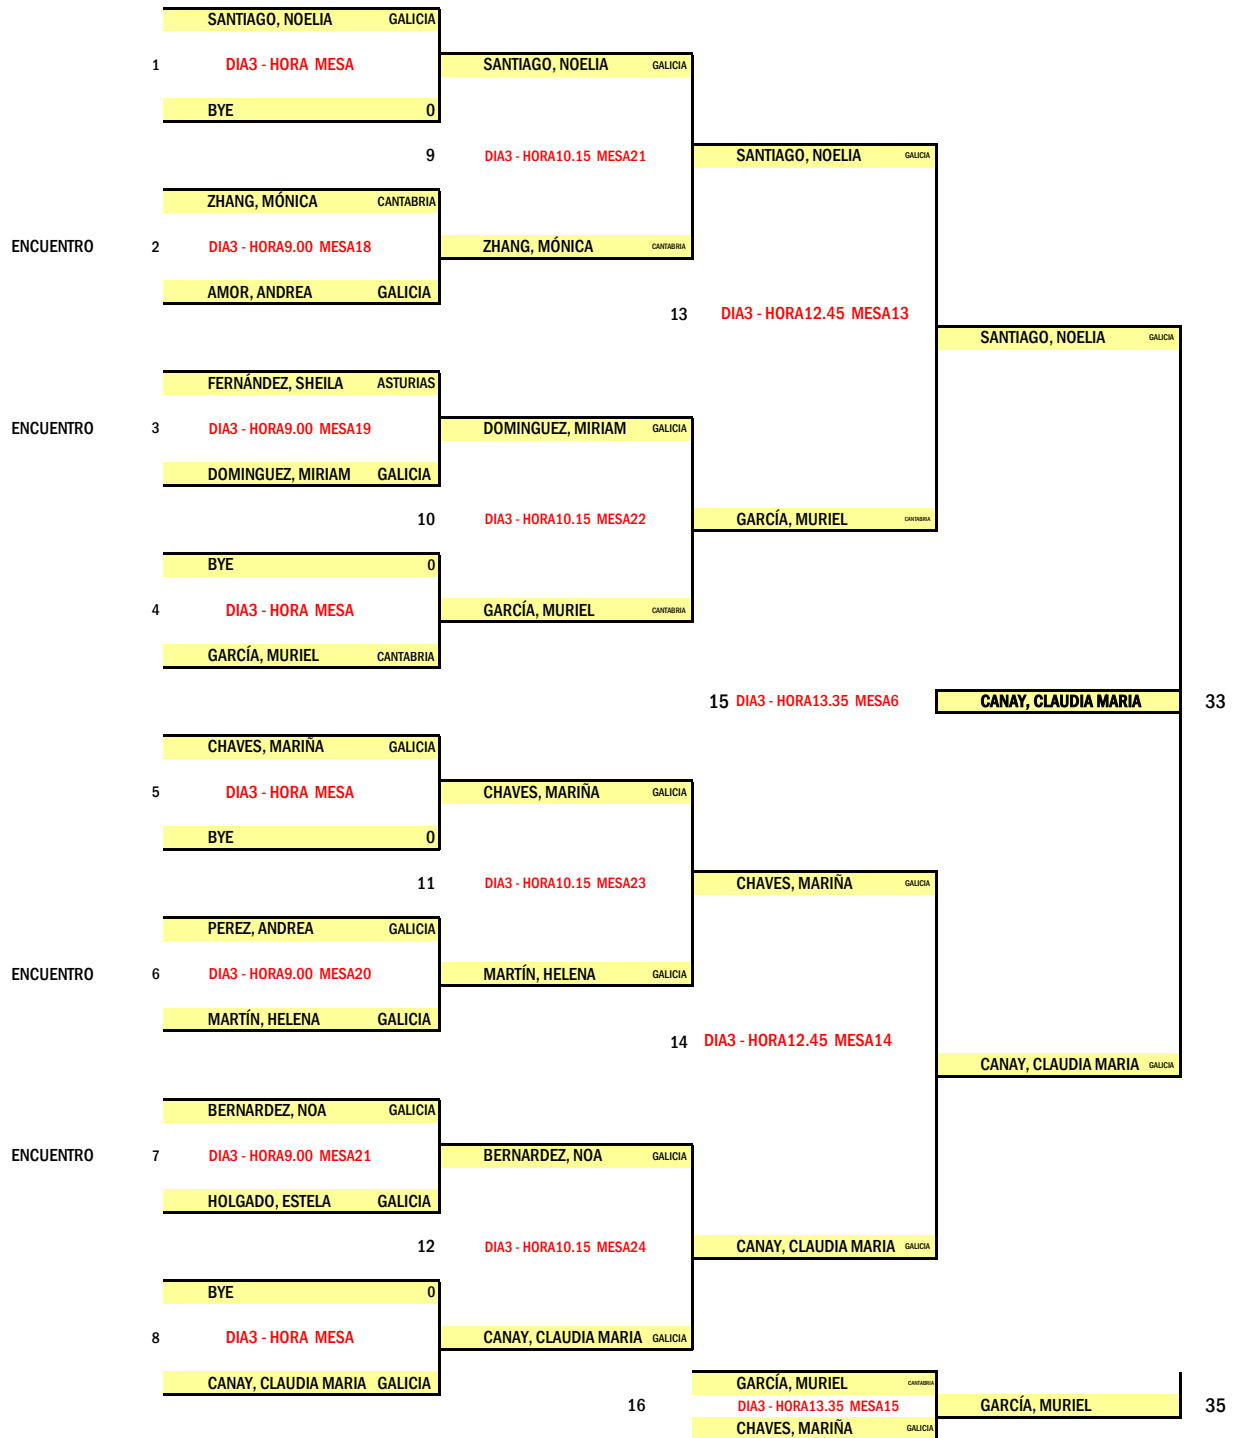 SANTIAGO, NOELIA GALICIA
1 DIA3 - HORA MESA SANTIAGO, NOELIA GALICIA
BYE 0
9 DIA3 - HORA10.15 MESA21 SANTIAGO, NOELIA GALICIA
ZHANG, MÓNICA CANTABRIA
ENCUENTRO 2 DIA3 - HORA9.00 MESA18 ZHANG, MÓNICA CANTABRIA
AMOR, ANDREA GALICIA
13 DIA3 - HORA12.45 MESA13
SANTIAGO, NOELIA GALICIA
FERNÁNDEZ, SHEILA ASTURIAS
ENCUENTRO 3 DIA3 - HORA9.00 MESA19 DOMINGUEZ, MIRIAM GALICIA
DOMINGUEZ, MIRIAM GALICIA
10 DIA3 - HORA10.15 MESA22 GARCÍA, MURIEL CANTABRIA
BYE 0
4 DIA3 - HORA MESA GARCÍA, MURIEL CANTABRIA
GARCÍA, MURIEL CANTABRIA
15 DIA3 - HORA13.35 MESA6 CANAY, CLAUDIA MARIA 33
CHAVES, MARIÑA GALICIA
5 DIA3 - HORA MESA CHAVES, MARIÑA GALICIA
BYE 0
11 DIA3 - HORA10.15 MESA23 CHAVES, MARIÑA GALICIA
PEREZ, ANDREA GALICIA
ENCUENTRO 6 DIA3 - HORA9.00 MESA20 MARTÍN, HELENA GALICIA
MARTÍN, HELENA GALICIA
14 DIA3 - HORA12.45 MESA14
CANAY, CLAUDIA MARIA GALICIA
BERNARDEZ, NOA GALICIA
ENCUENTRO 7 DIA3 - HORA9.00 MESA21 BERNARDEZ, NOA GALICIA
HOLGADO, ESTELA GALICIA
12 DIA3 - HORA10.15 MESA24 CANAY, CLAUDIA MARIA GALICIA
BYE 0
8 DIA3 - HORA MESA CANAY, CLAUDIA MARIA GALICIA
CANAY, CLAUDIA MARIA GALICIA GARCÍA, MURIEL CANTABRIA
16 DIA3 - HORA13.35 MESA15 GARCÍA, MURIEL 35
CHAVES, MARIÑA GALICIA